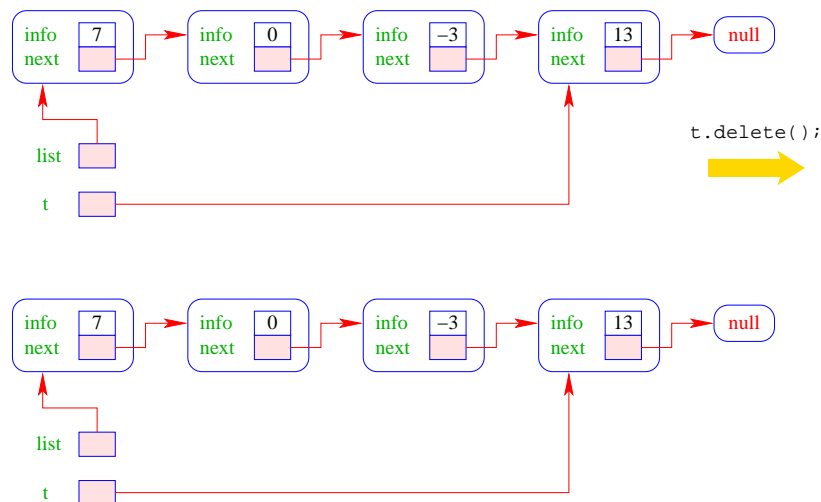 info 7 info 0 info −3 info 13 null
next next next next
t.delete();
list
t
info 7 info 0 info −3 info 13 null
next next next next
list
t